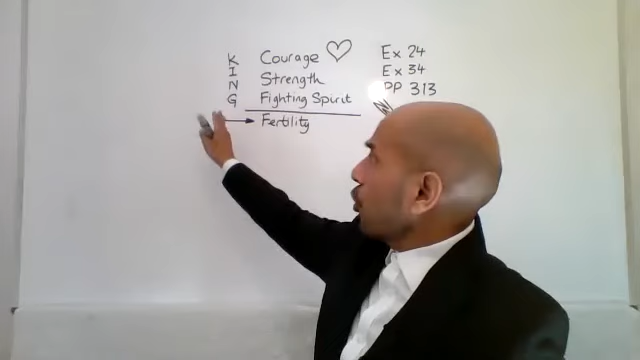 K
I
N
G
Courage
Strength
Fighting Spirit
Fertility
Ex 24
Ex 34
PP 313